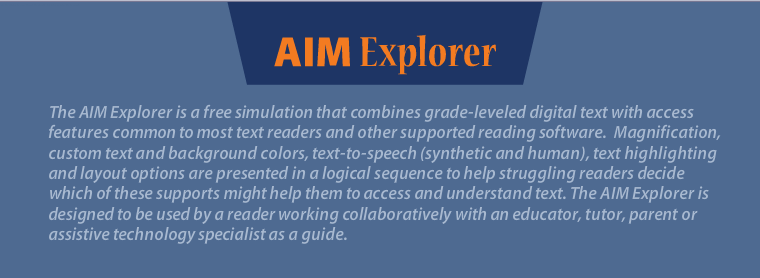 AIM Explorer
The AIM Explorer is a free simulation that combines grade-leveled digital text with access
features common to most text readers and other supported reading software.  Magnification,
custom text and background colors, text-to-speech (synthetic and human), text highlighting
and layout options are presented in a logical sequence to help struggling readers decide
which of these supports might help them to access and understand text. The AIM Explorer is
designed to be used by a reader working collaboratively with an educator, tutor, parent or
assistive technology specialist as a guide.